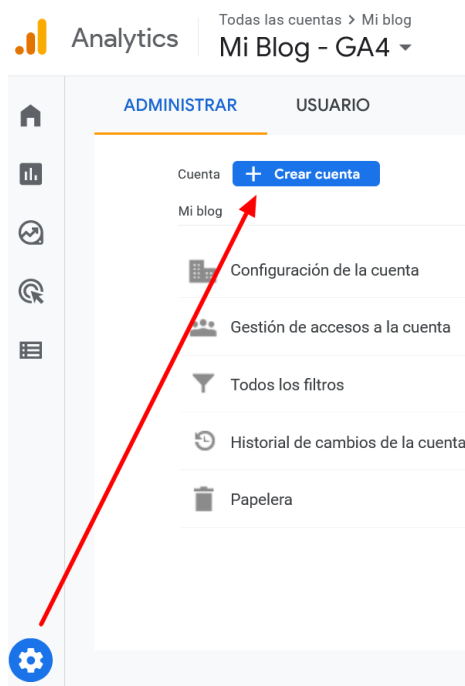 Todas las cuentas > Mi blog
Analytics
Mi Blog - GA4
ADMINISTRAR USUARIO
Cuenta + Crear cuenta
Mi blog
Configuración de la cuenta
Gestión de accesos a la cuenta
Todos los filtros
Historial de cambios de la cuenta
Papelera